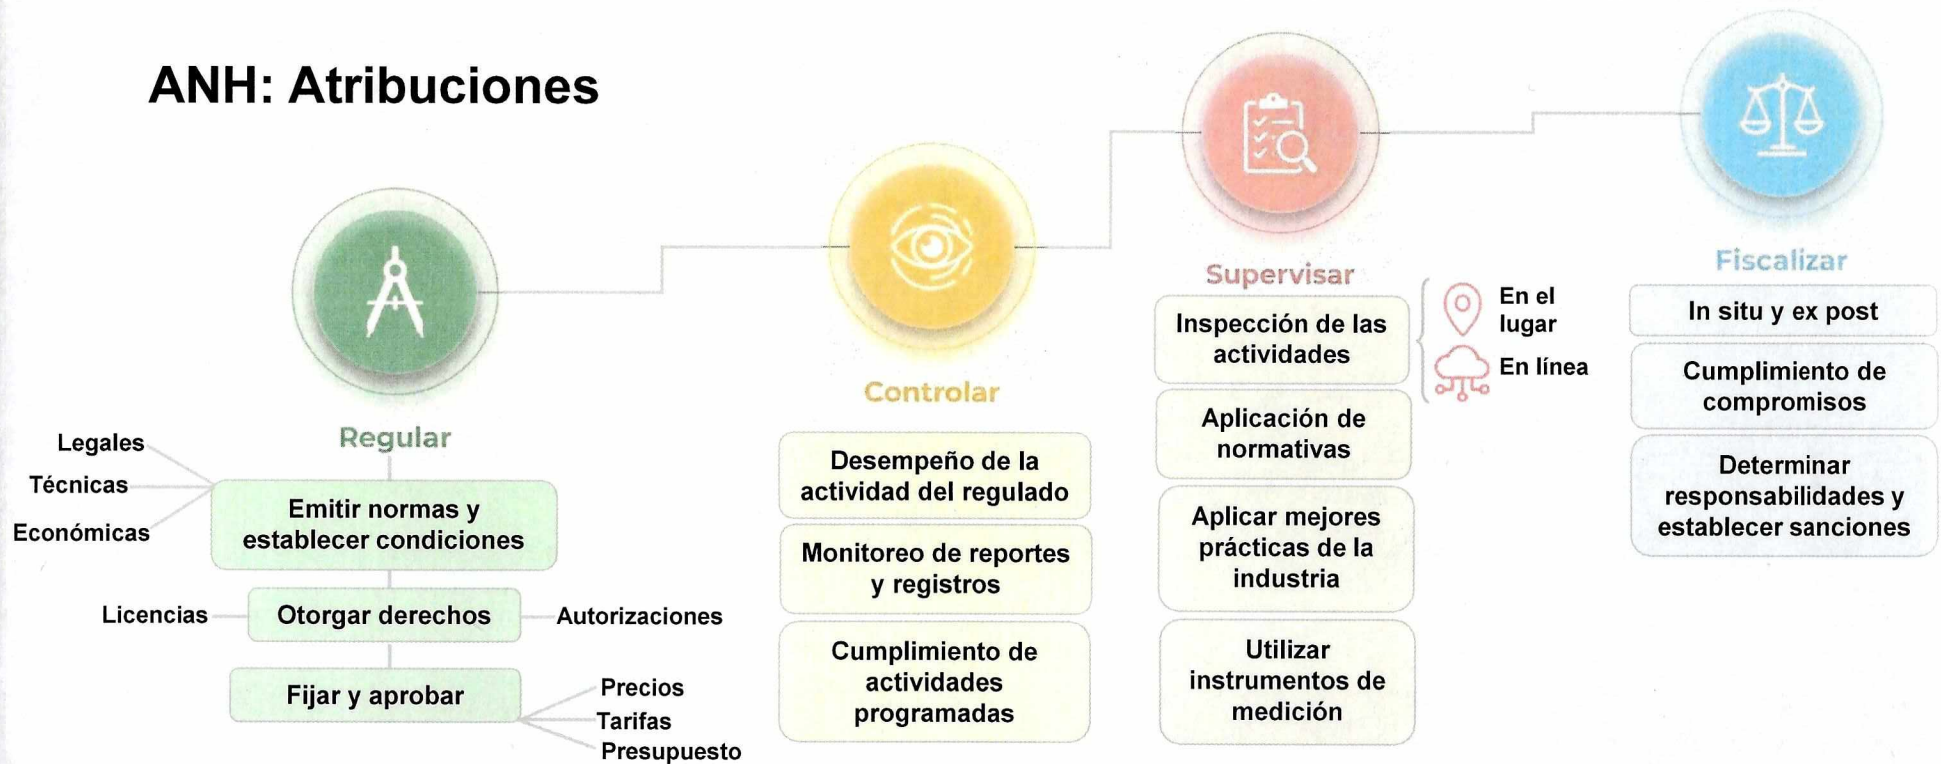 ANH: Atribuciones
Regular
Legales
Técnicas
Económicas
Emitir normas y
establecer condiciones
Licencias
Otorgar derechos
Autorizaciones
Fijar y aprobar
Precios
Tarifas
Presupuesto
Controlar
Desempeño de la
actividad del regulado
Monitoreo de reportes
y registros
Cumplimiento de
actividades
programadas
Supervisar
Inspección de las
actividades
En el
lugar
En línea
Aplicación de
normativas
Aplicar mejores
prácticas de la
industria
Utilizar
instrumentos de
medición
Fiscalizar
In situ y ex post
Cumplimiento de
compromisos
Determinar
responsabilidades y
establecer sanciones